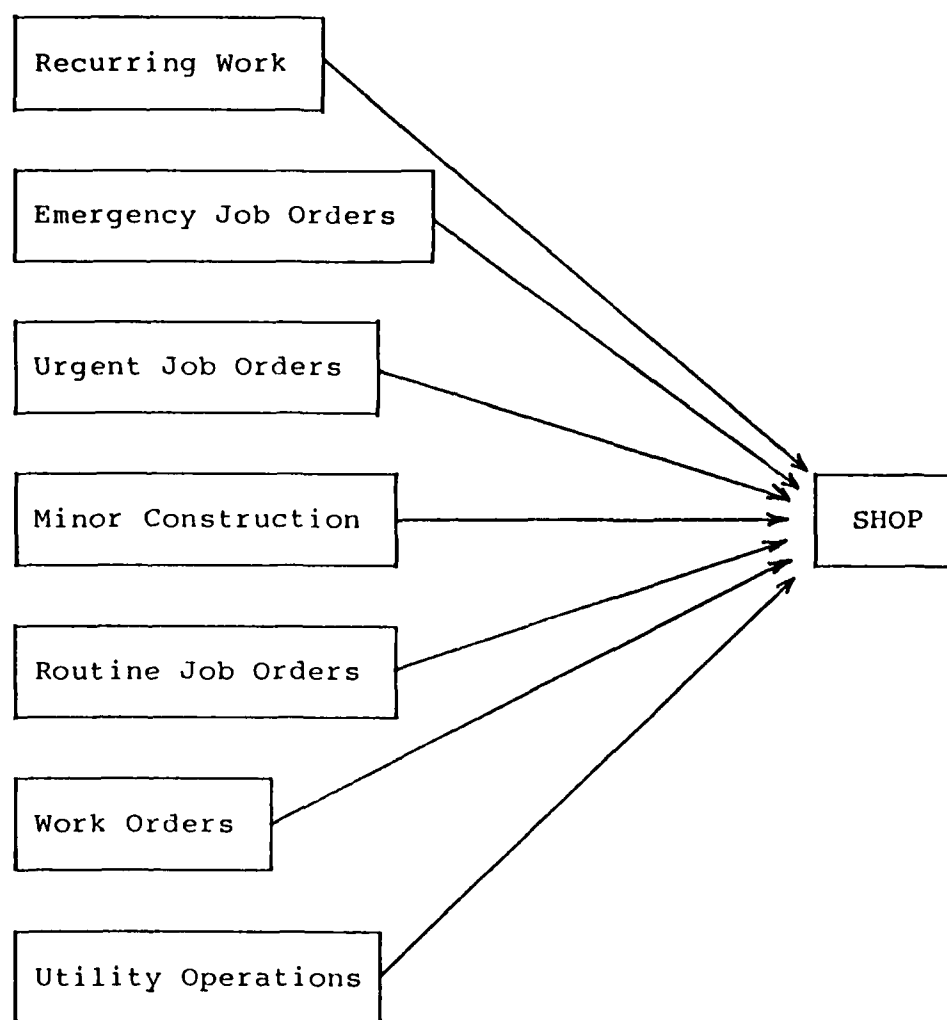 Recurring Work
Emergency Job Orders
Urgent Job Orders
Minor Construction
SHOP
Routine Job Orders
Work Orders
Utility Operations